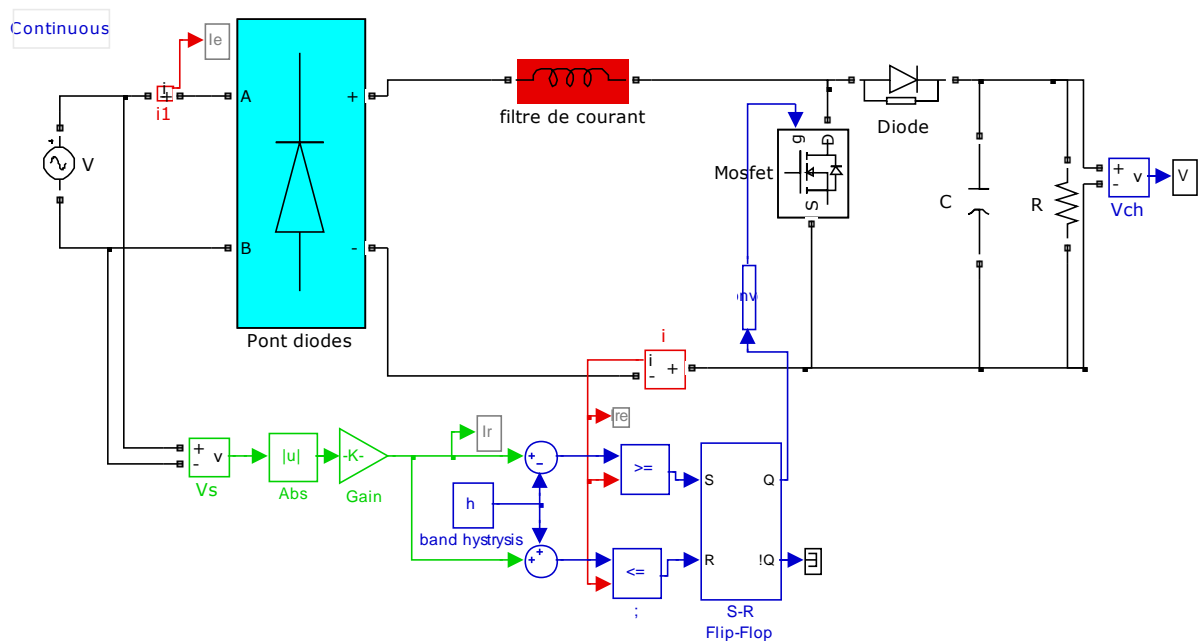 Continuous
Ie
i
+
i1
A
+
B
-
Pont diodes
V
filtre de courant
Diode
Mosfet
g
D
S
C
R
+
-
v
Vch
V
onv
i
i
-
+
Ire
Ir
+
-
v
Vs
|u|
Abs
-K-
Gain
h
band hystrysis
+
-
+
+
>=
<=
;
S
Q
R
!Q
S-R
Flip-Flop